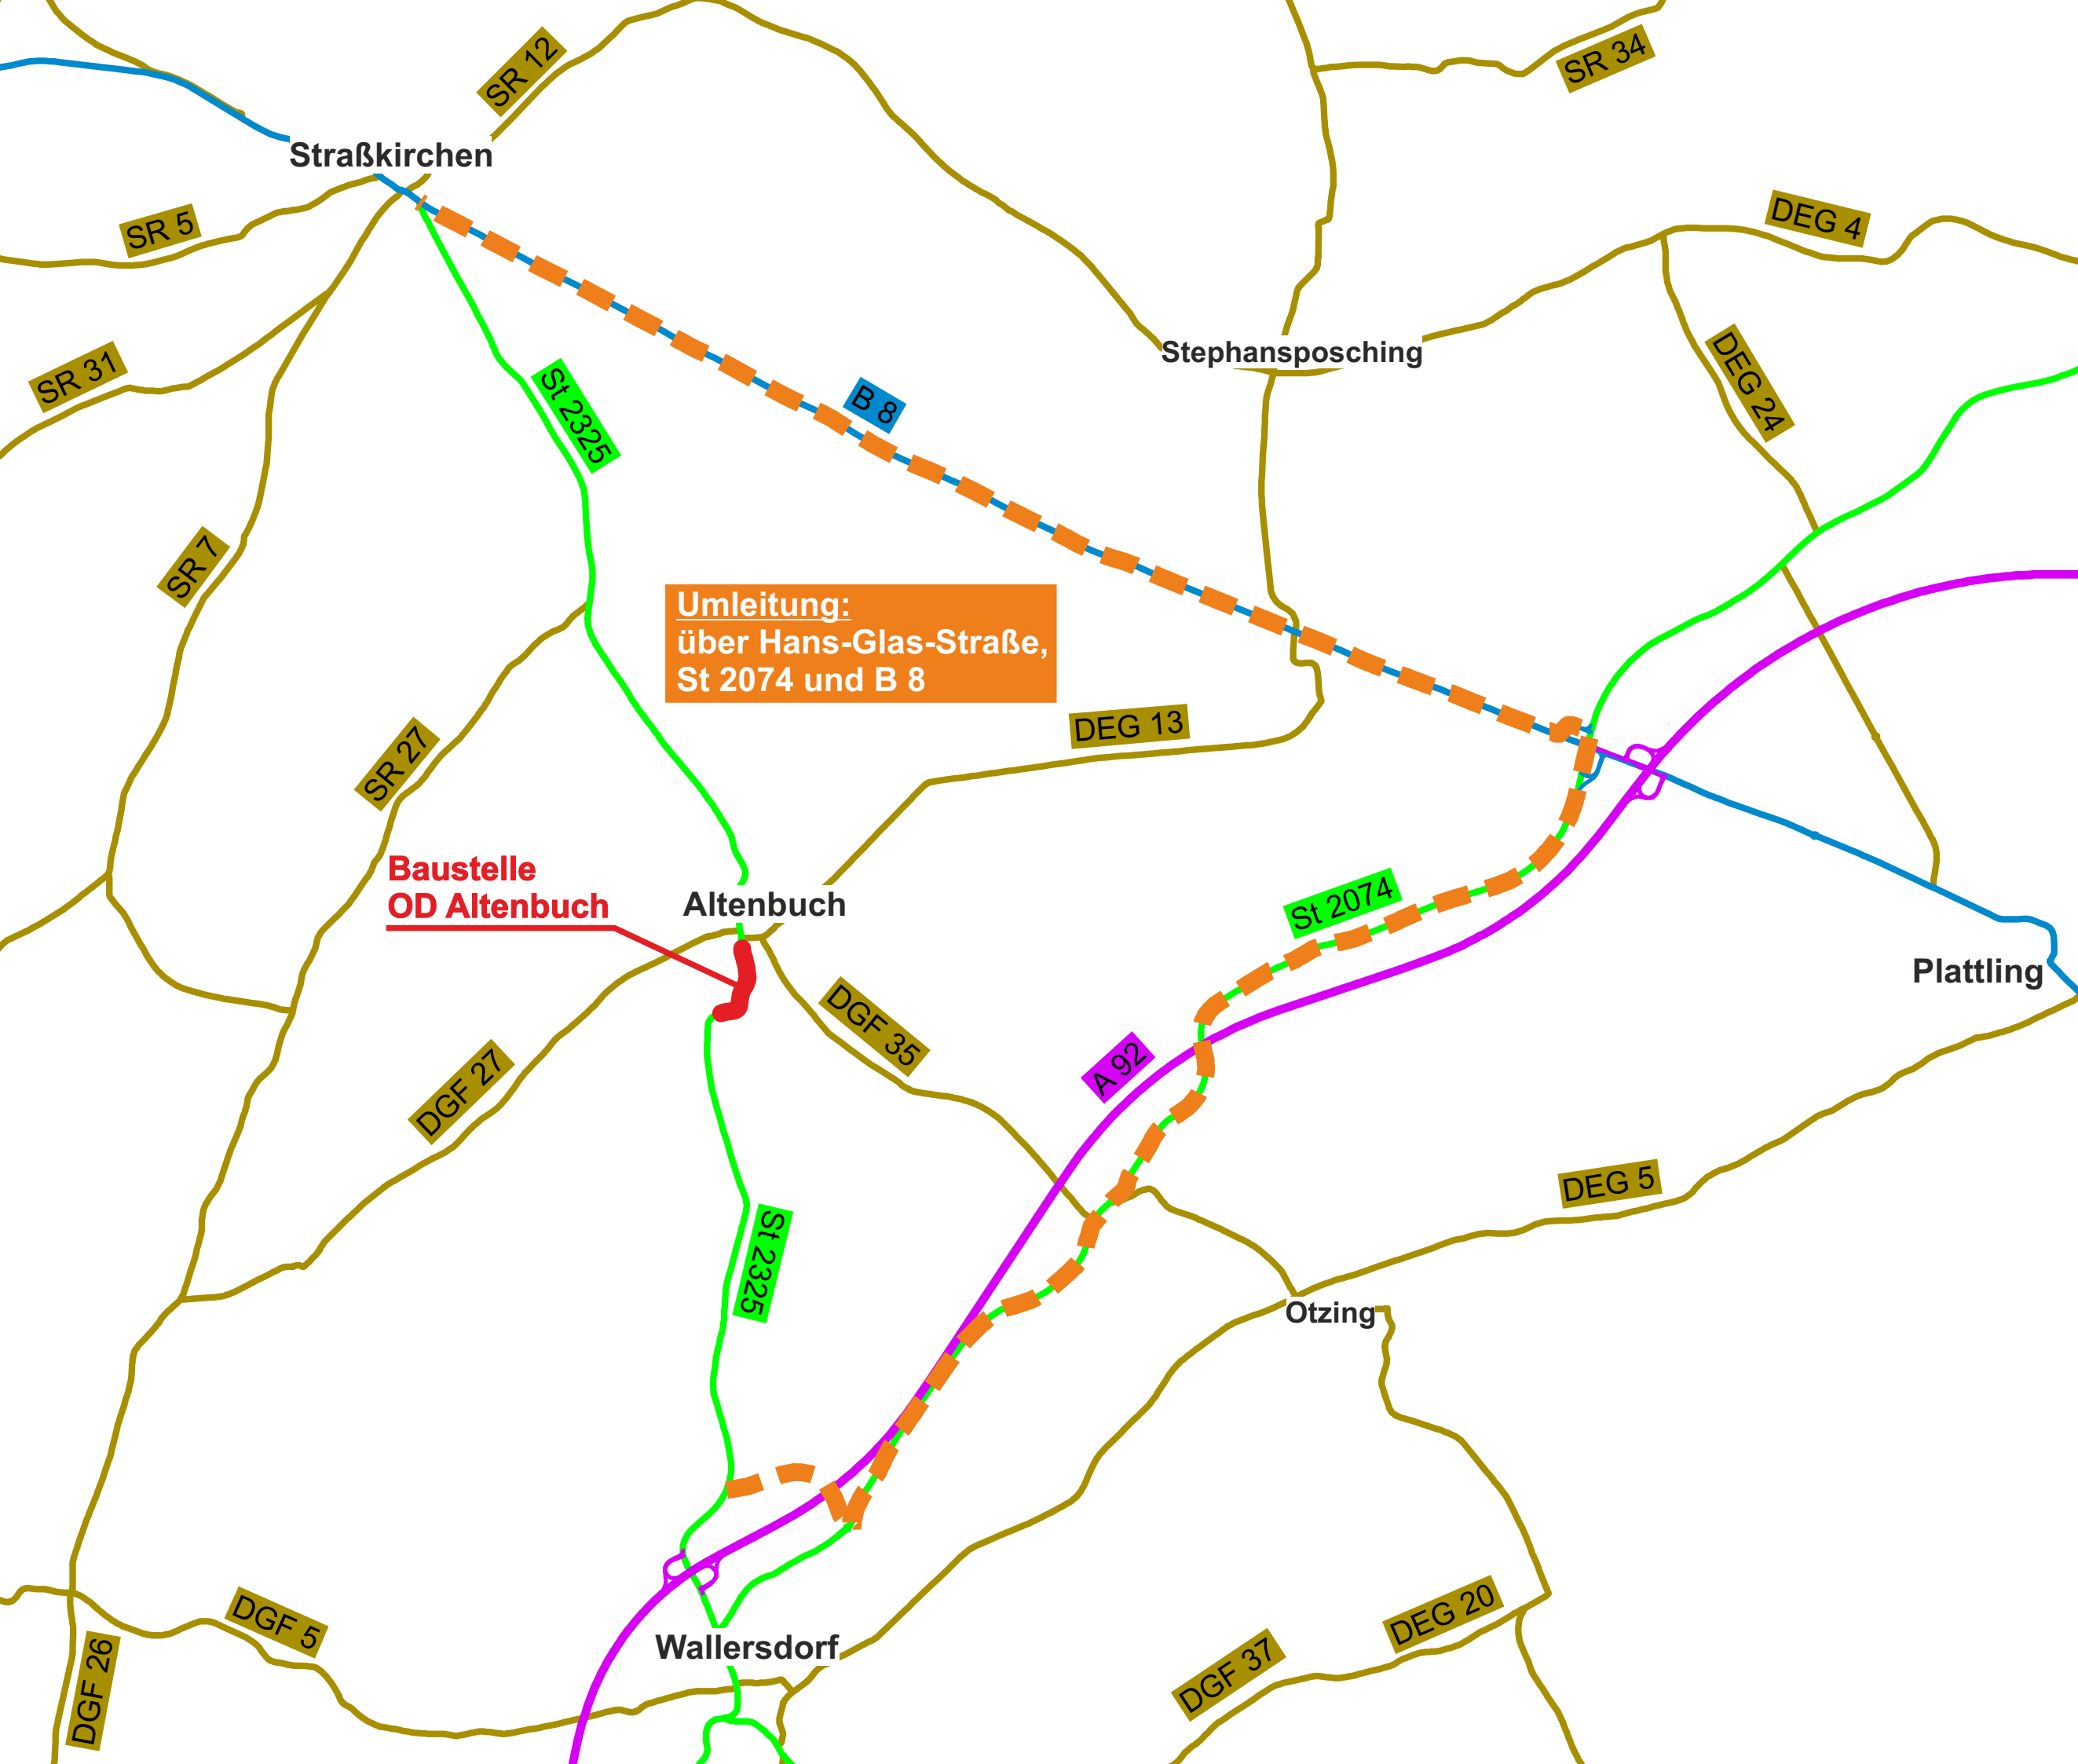 SR 12
SR 34
Straßkirchen
SR 5
DEG 4
SR 31
Stephansposching
DEG 24
St 2325
B 8
SR 7
Umleitung:
über Hans-Glas-Straße,
St 2074 und B 8
DEG 13
SR 27
Baustelle
OD Altenbuch
Altenbuch
St 2074
Plattling
DGF 35
A 92
DGF 27
DEG 5
St 2325
Otzing
DGF 5
DEG 20
Wallersdorf
DGF 26
DGF 37